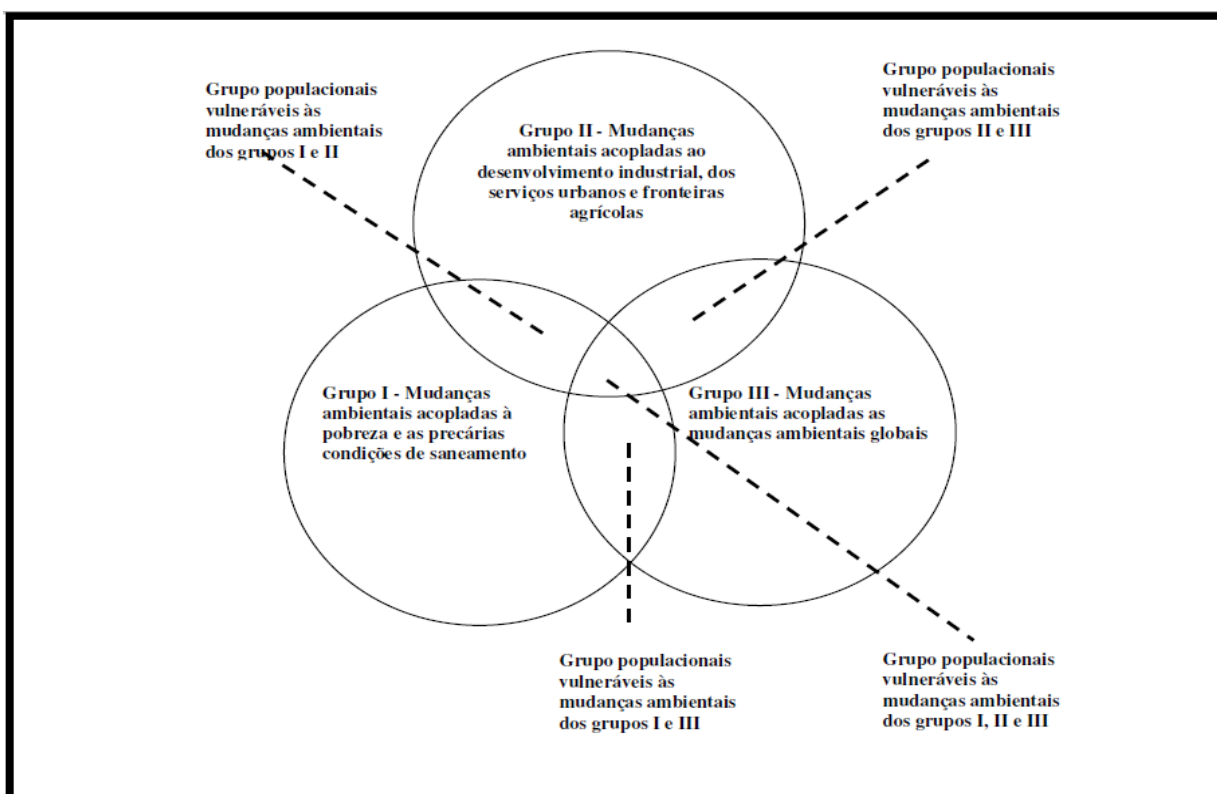 Grupo populacionais
vulneráveis às
mudanças ambientais
dos grupos I e II
Grupo II - Mudanças
ambientais acopladas ao
desenvolvimento industrial, dos
serviços urbanos e fronteiras
agrícolas
Grupo populacionais
vulneráveis às
mudanças ambientais
dos grupos II e III
Grupo I - Mudanças
ambientais acopladas à
pobreza e as precárias
condições de saneamento
Grupo III - Mudanças
ambientais acopladas as
mudanças ambientais globais
Grupo populacionais
vulneráveis às
mudanças ambientais
dos grupos I e III
Grupo populacionais
vulneráveis às
mudanças ambientais
dos grupos I, II e III